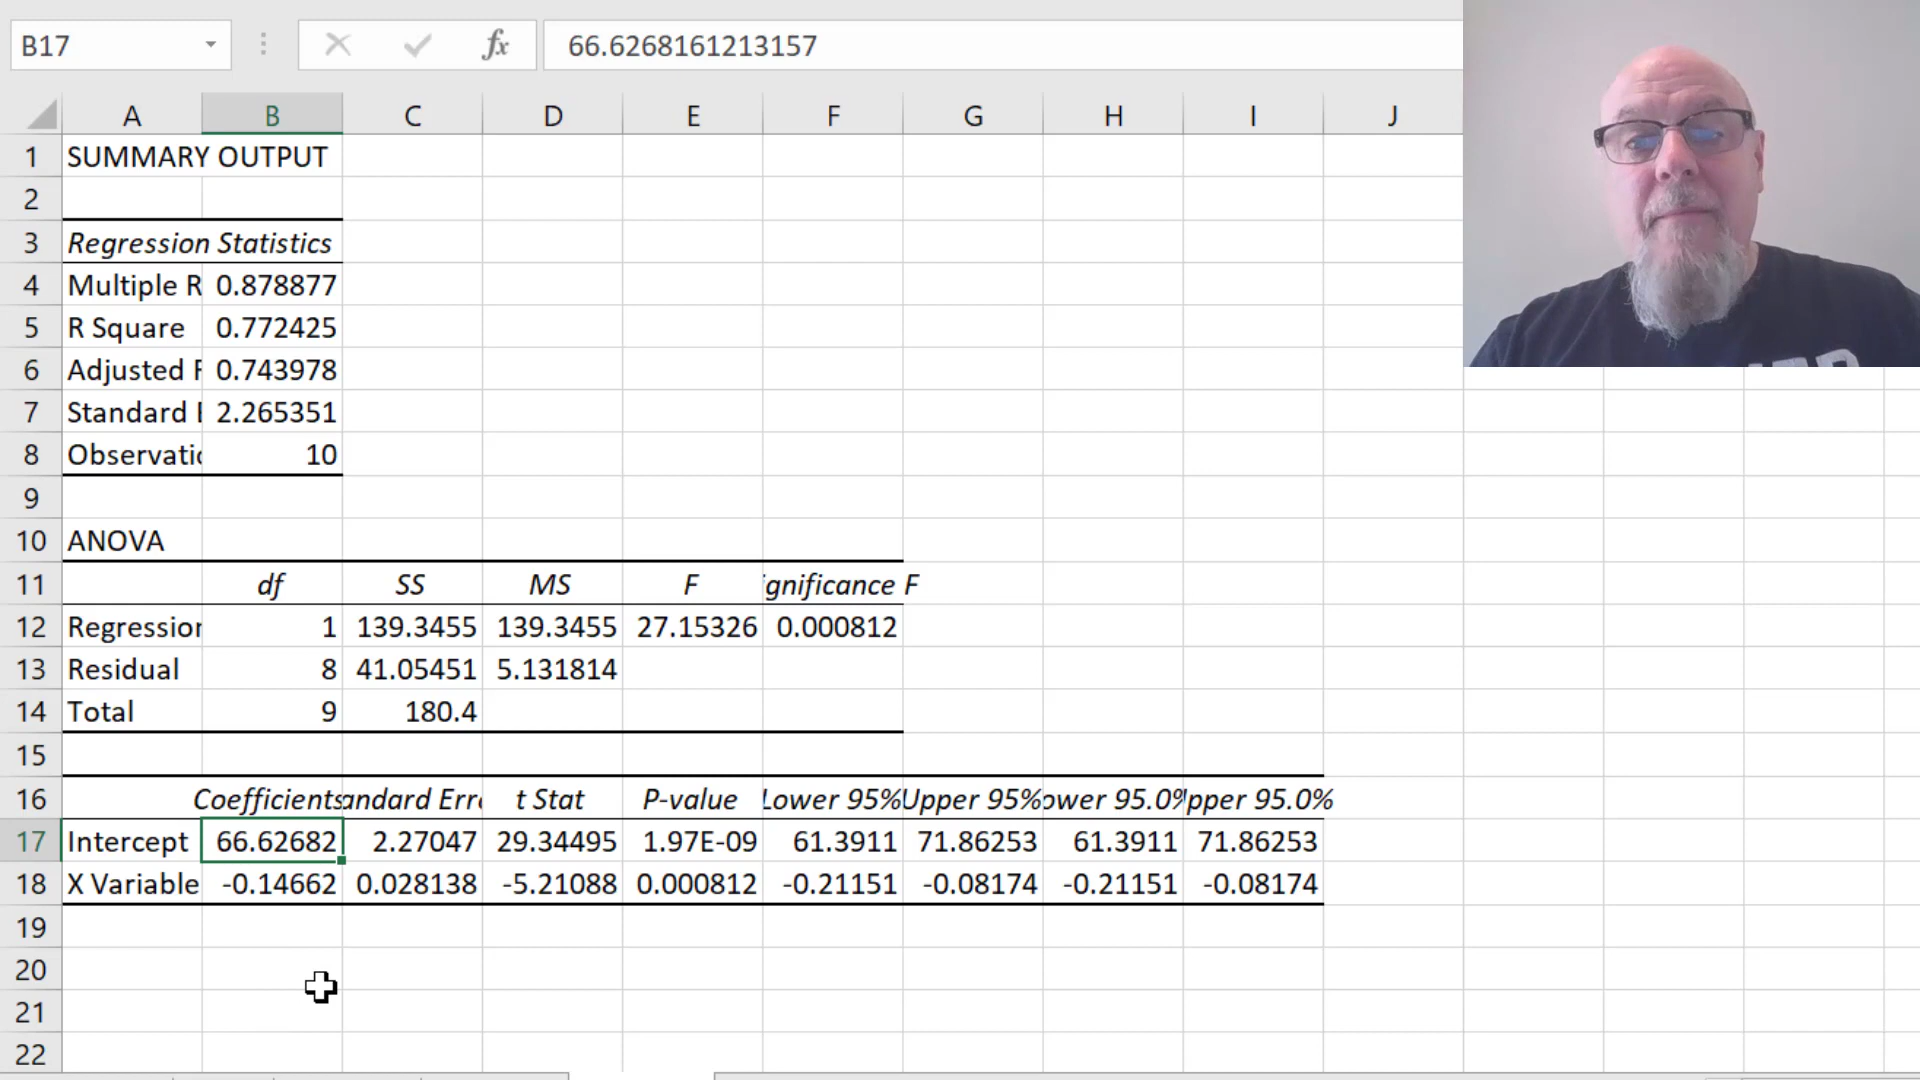 B17 fx 66.6268161213157
A B C D E F G H I J
1 SUMMARY OUTPUT
2
3 Regression Statistics
4 Multiple R 0.878877
5 R Square 0.772425
6 Adjusted R 0.743978
7 Standard E 2.265351
8 Observatio 10
9
10 ANOVA
11 df SS MS F ignificance F
12 Regression 1 139.3455 139.3455 27.15326 0.000812
13 Residual 8 41.05451 5.131814
14 Total 9 180.4
15
16 Coefficients andard Erro t Stat P-value Lower 95% Upper 95% ower 95.0% pper 95.0%
17 Intercept 66.62682 2.27047 29.34495 1.97E-09 61.3911 71.86253 61.3911 71.86253
18 X Variable -0.14662 0.028138 -5.21088 0.000812 -0.21151 -0.08174 -0.21151 -0.08174
19
20
21
22